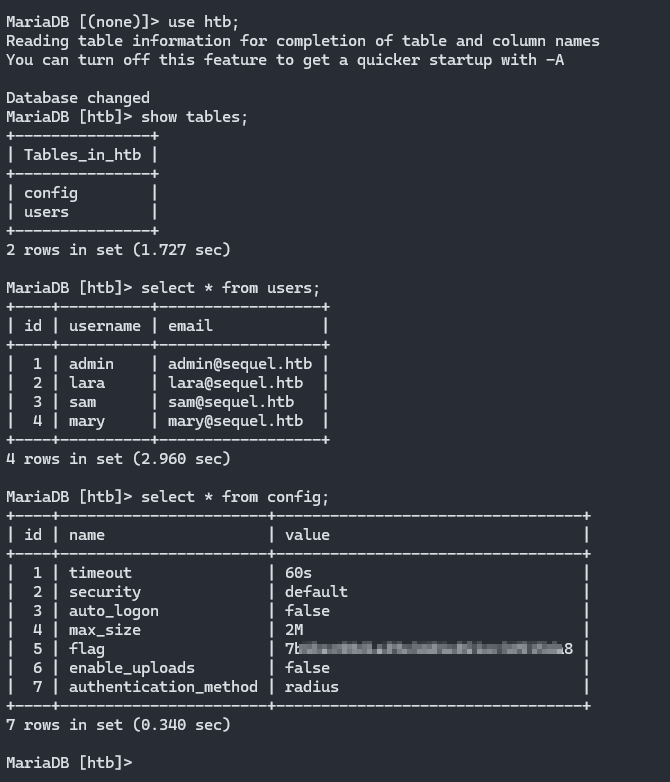 MariaDB [(none)]> use htb;
Reading table information for completion of table and column names
You can turn off this feature to get a quicker startup with -A
Database changed
MariaDB [htb]> show tables;
+---------------+
| Tables_in_htb |
+---------------+
| config        |
| users         |
+---------------+
2 rows in set (1.727 sec)
MariaDB [htb]> select * from users;
+----+----------+------------------+
| id | username | email            |
+----+----------+------------------+
|  1 | admin    | admin@sequel.htb |
|  2 | lara     | lara@sequel.htb  |
|  3 | sam      | sam@sequel.htb   |
|  4 | mary     | mary@sequel.htb  |
+----+----------+------------------+
4 rows in set (2.960 sec)
MariaDB [htb]> select * from config;
+----+-----------------------+----------------------------------+
| id | name                  | value                            |
+----+-----------------------+----------------------------------+
|  1 | timeout               | 60s                              |
|  2 | security              | default                          |
|  3 | auto_logon            | false                            |
|  4 | max_size              | 2M                               |
|  5 | flag                  |                                  |
|  6 | enable_uploads        | false                            |
|  7 | authentication_method | radius                           |
+----+-----------------------+----------------------------------+
7 rows in set (0.340 sec)
MariaDB [htb]>